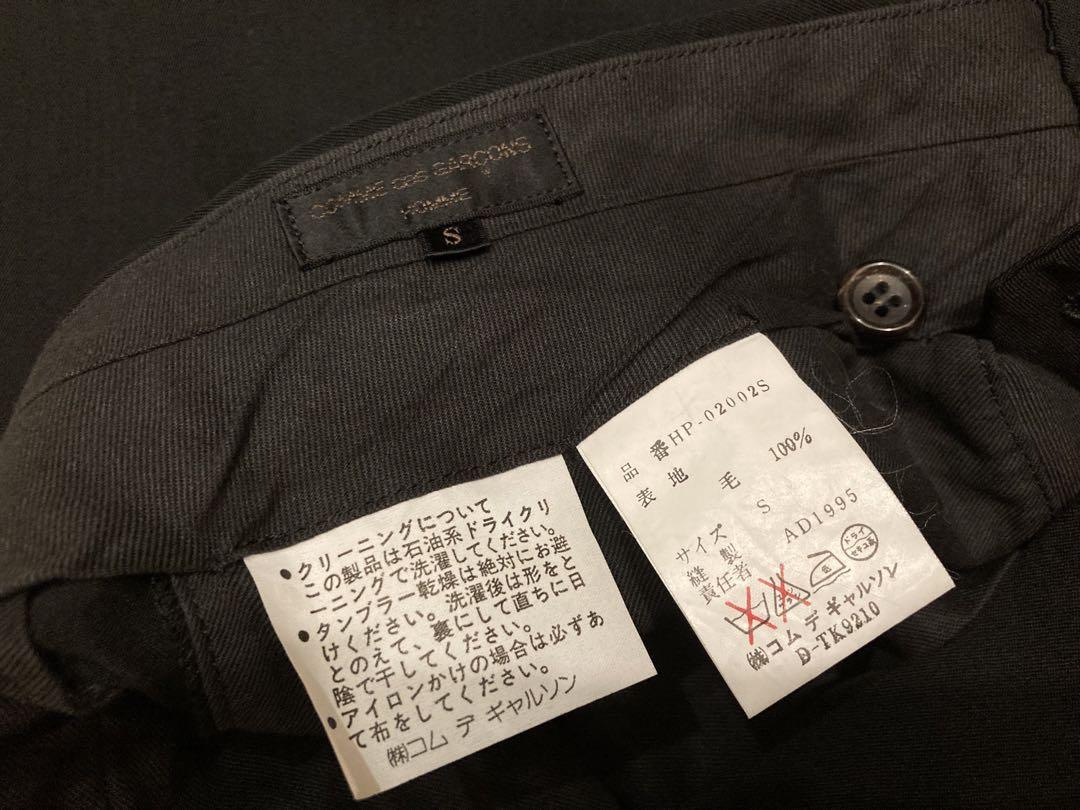 COMME des GARÇONS
HOMME
S
品番HP-02002S
表地 毛 100%
サイズ S
縫製 AD1995
責任者
ドライ
セキユ系
㈱コム デ ギャルソン
D-TK9210
•クリーニングについて
この製品は石油系ドライクリ
ーニングで洗濯してください。
•タンブラー乾燥は絶対にお避
けください。洗濯後は形をと
とのえて、裏にして直ちに日
陰で干してください。
•アイロンかけの場合は必ずあ
て布をしてください。
㈱コム デ ギャルソン